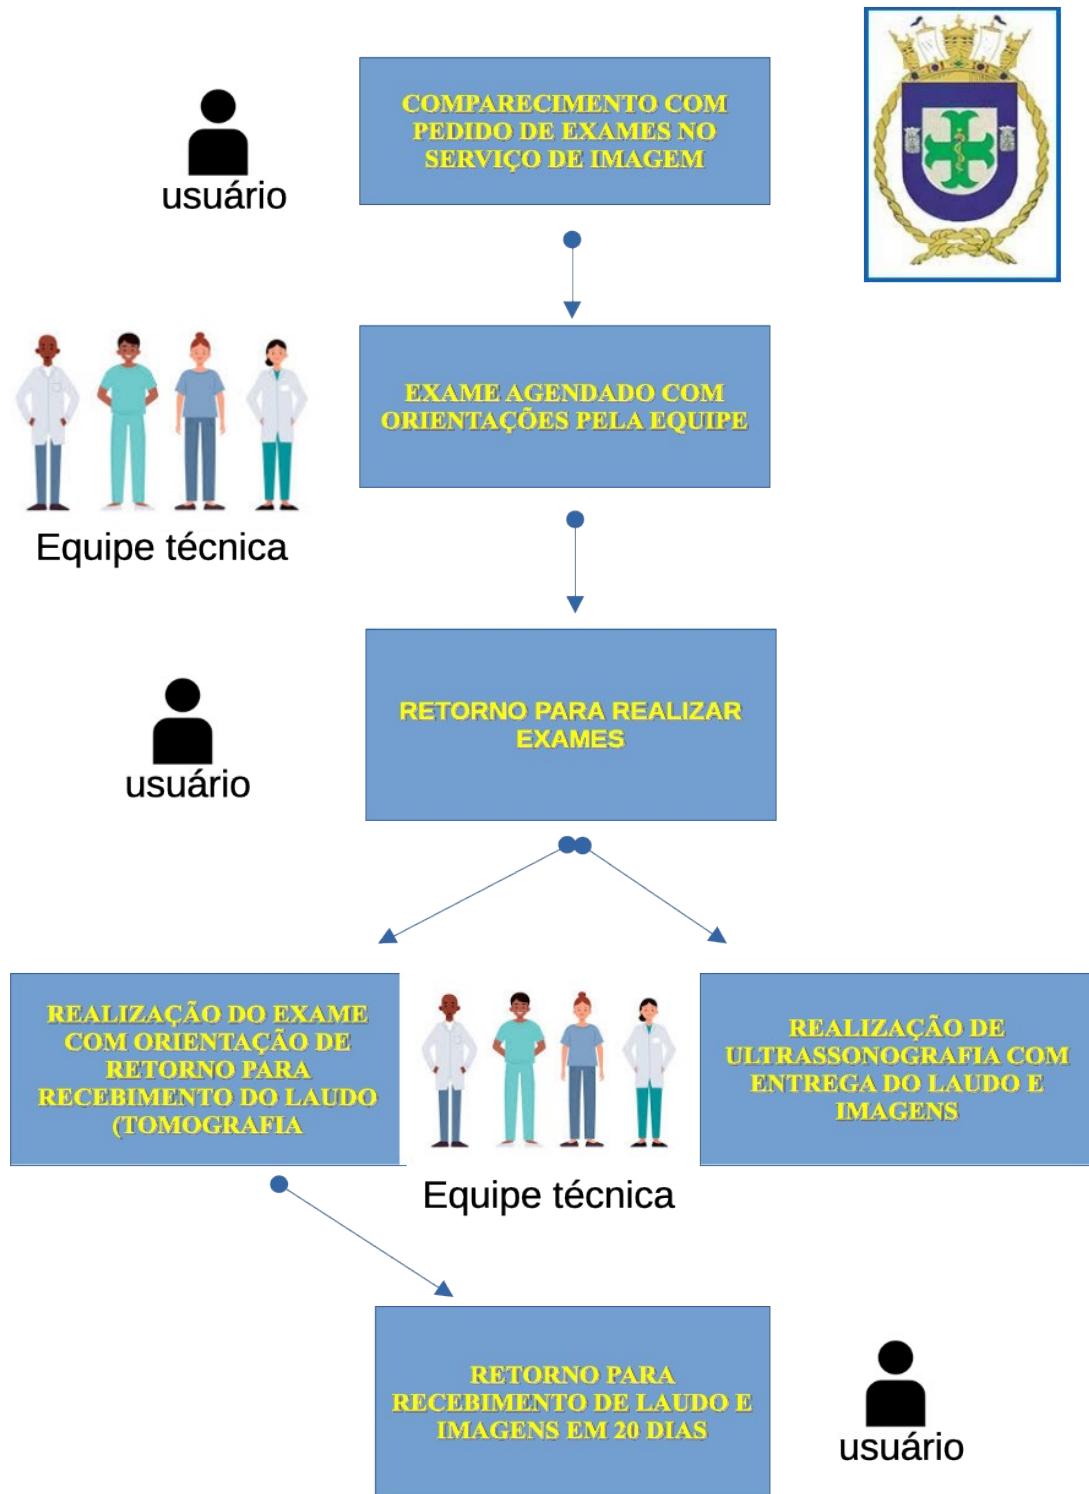 COMPARECIMENTO COM
PEDIDO DE EXAMES NO
SERVIÇO DE IMAGEM
usuário
EXAME AGENDADO COM
ORIENTAÇÕES PELA EQUIPE
Equipe técnica
RETORNO PARA REALIZAR
EXAMES
usuário
REALIZAÇÃO DO EXAME
COM ORIENTAÇÃO DE
RETORNO PARA
RECEBIMENTO DO LAUDO
(TOMOGRAFIA
Equipe técnica
REALIZAÇÃO DE
ULTRASSONOGRAFIA COM
ENTREGA DO LAUDO E
IMAGENS
RETORNO PARA
RECEBIMENTO DE LAUDO E
IMAGENS EM 20 DIAS
usuário